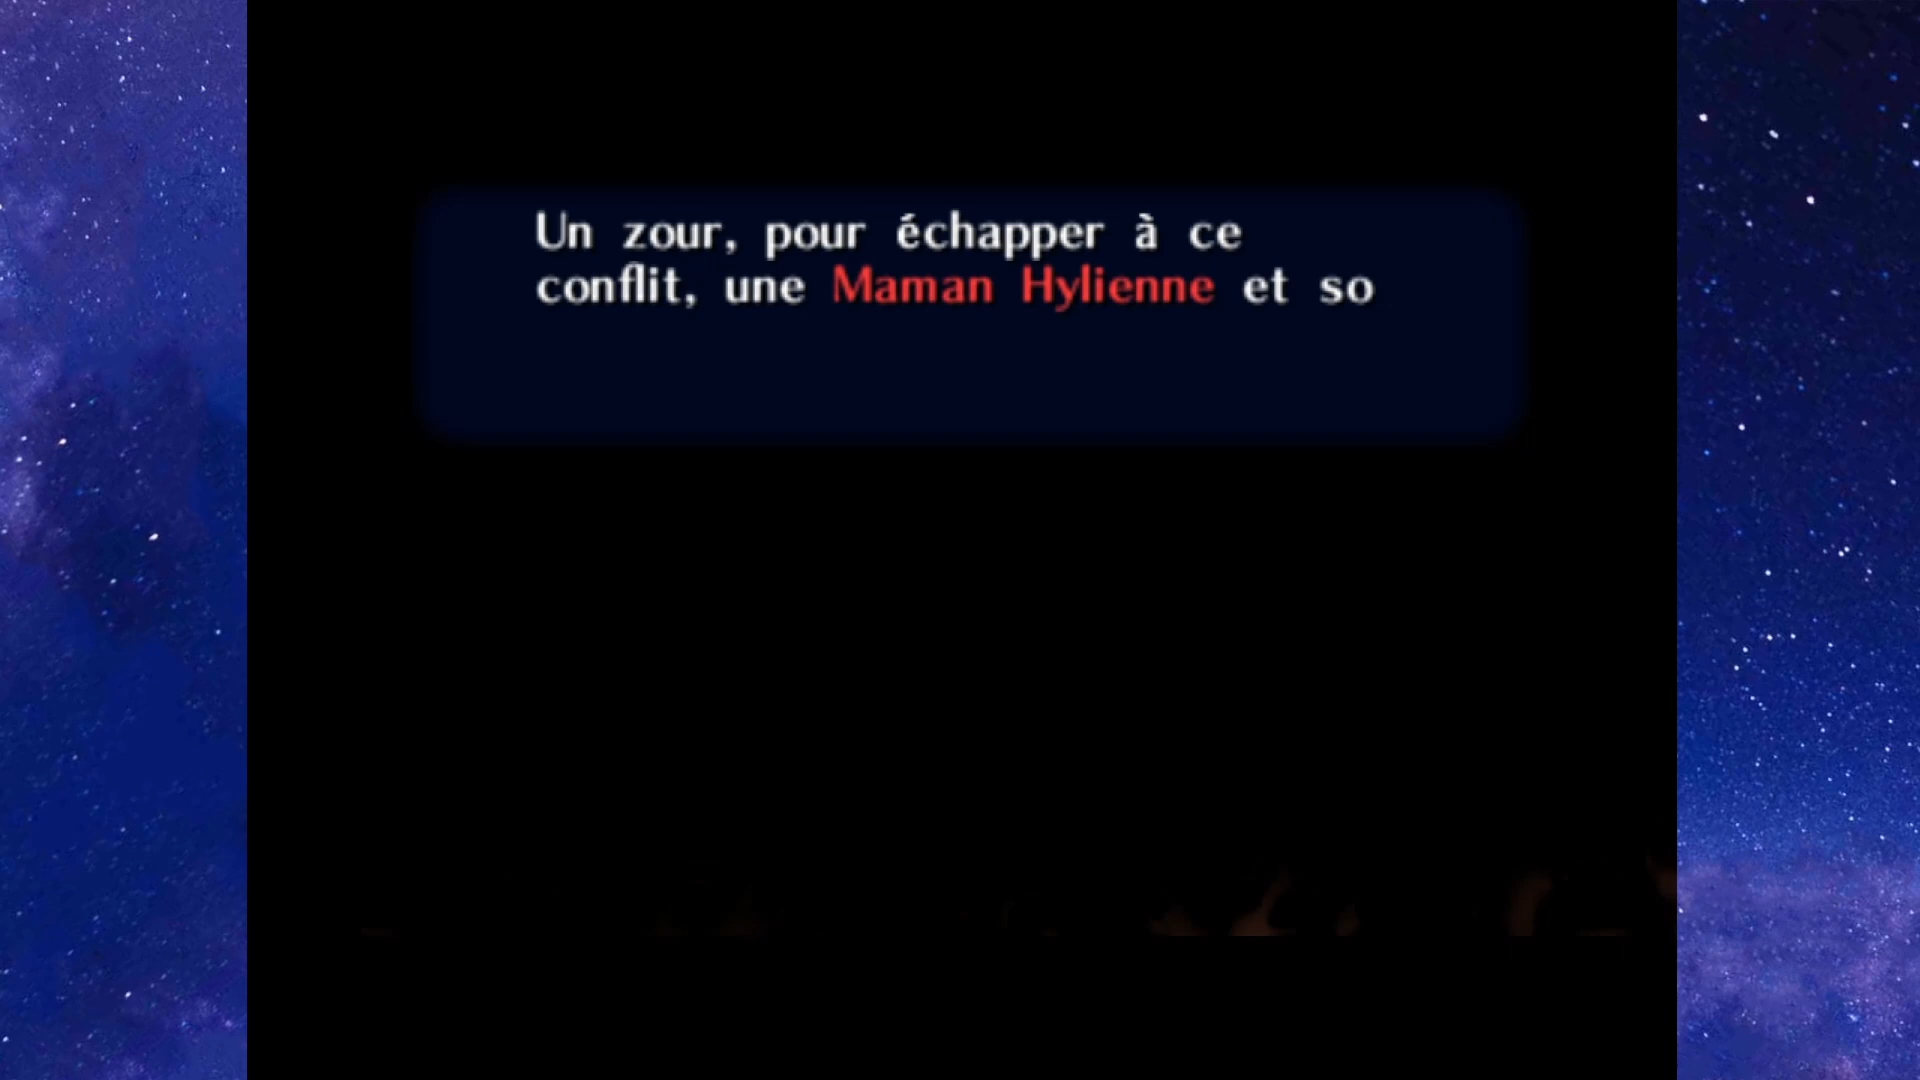 Un zour, pour échapper à ce
conflit, une Maman Hylienne et so